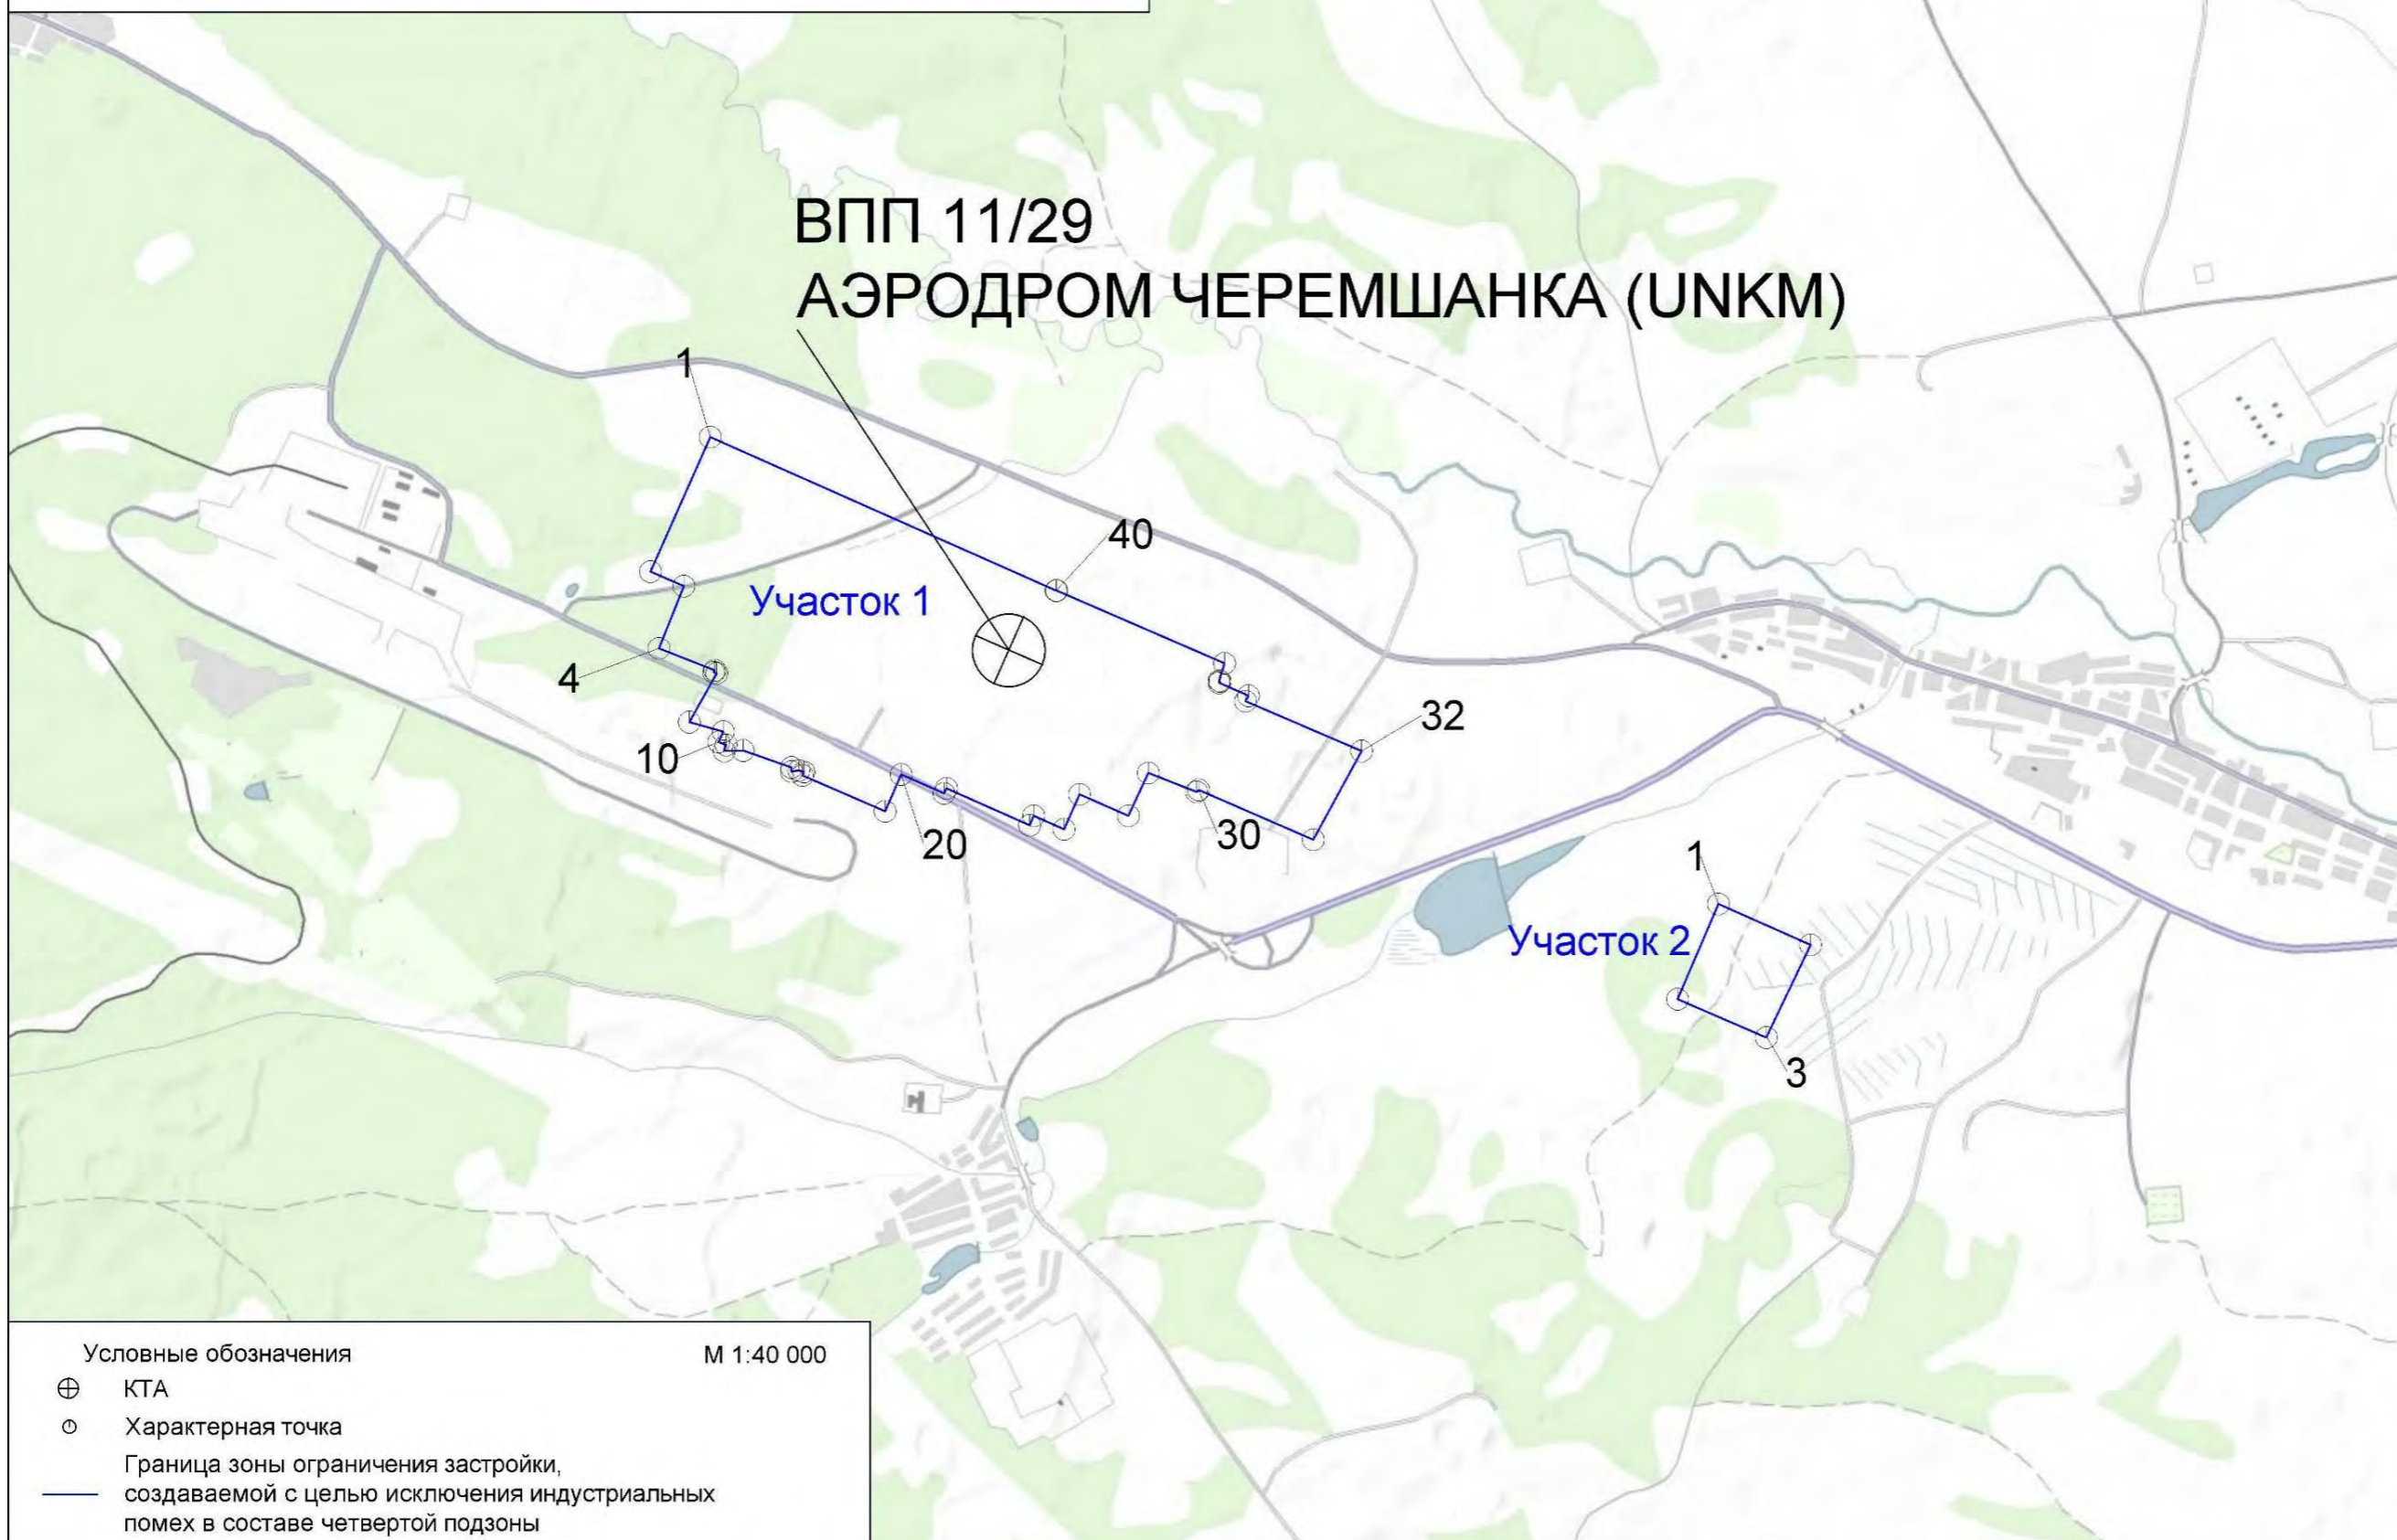 ВПП 11/29
АЭРОДРОМ ЧЕРЕМШАНКА (UNKM)
1
40
Участок 1
4
32
10
30
20
1
Участок 2
3
Условные обозначения
М 1:40 000
КТА
Характерная точка
Граница зоны ограничения застройки,
создаваемой с целью исключения индустриальных
помех в составе четвертой подзоны